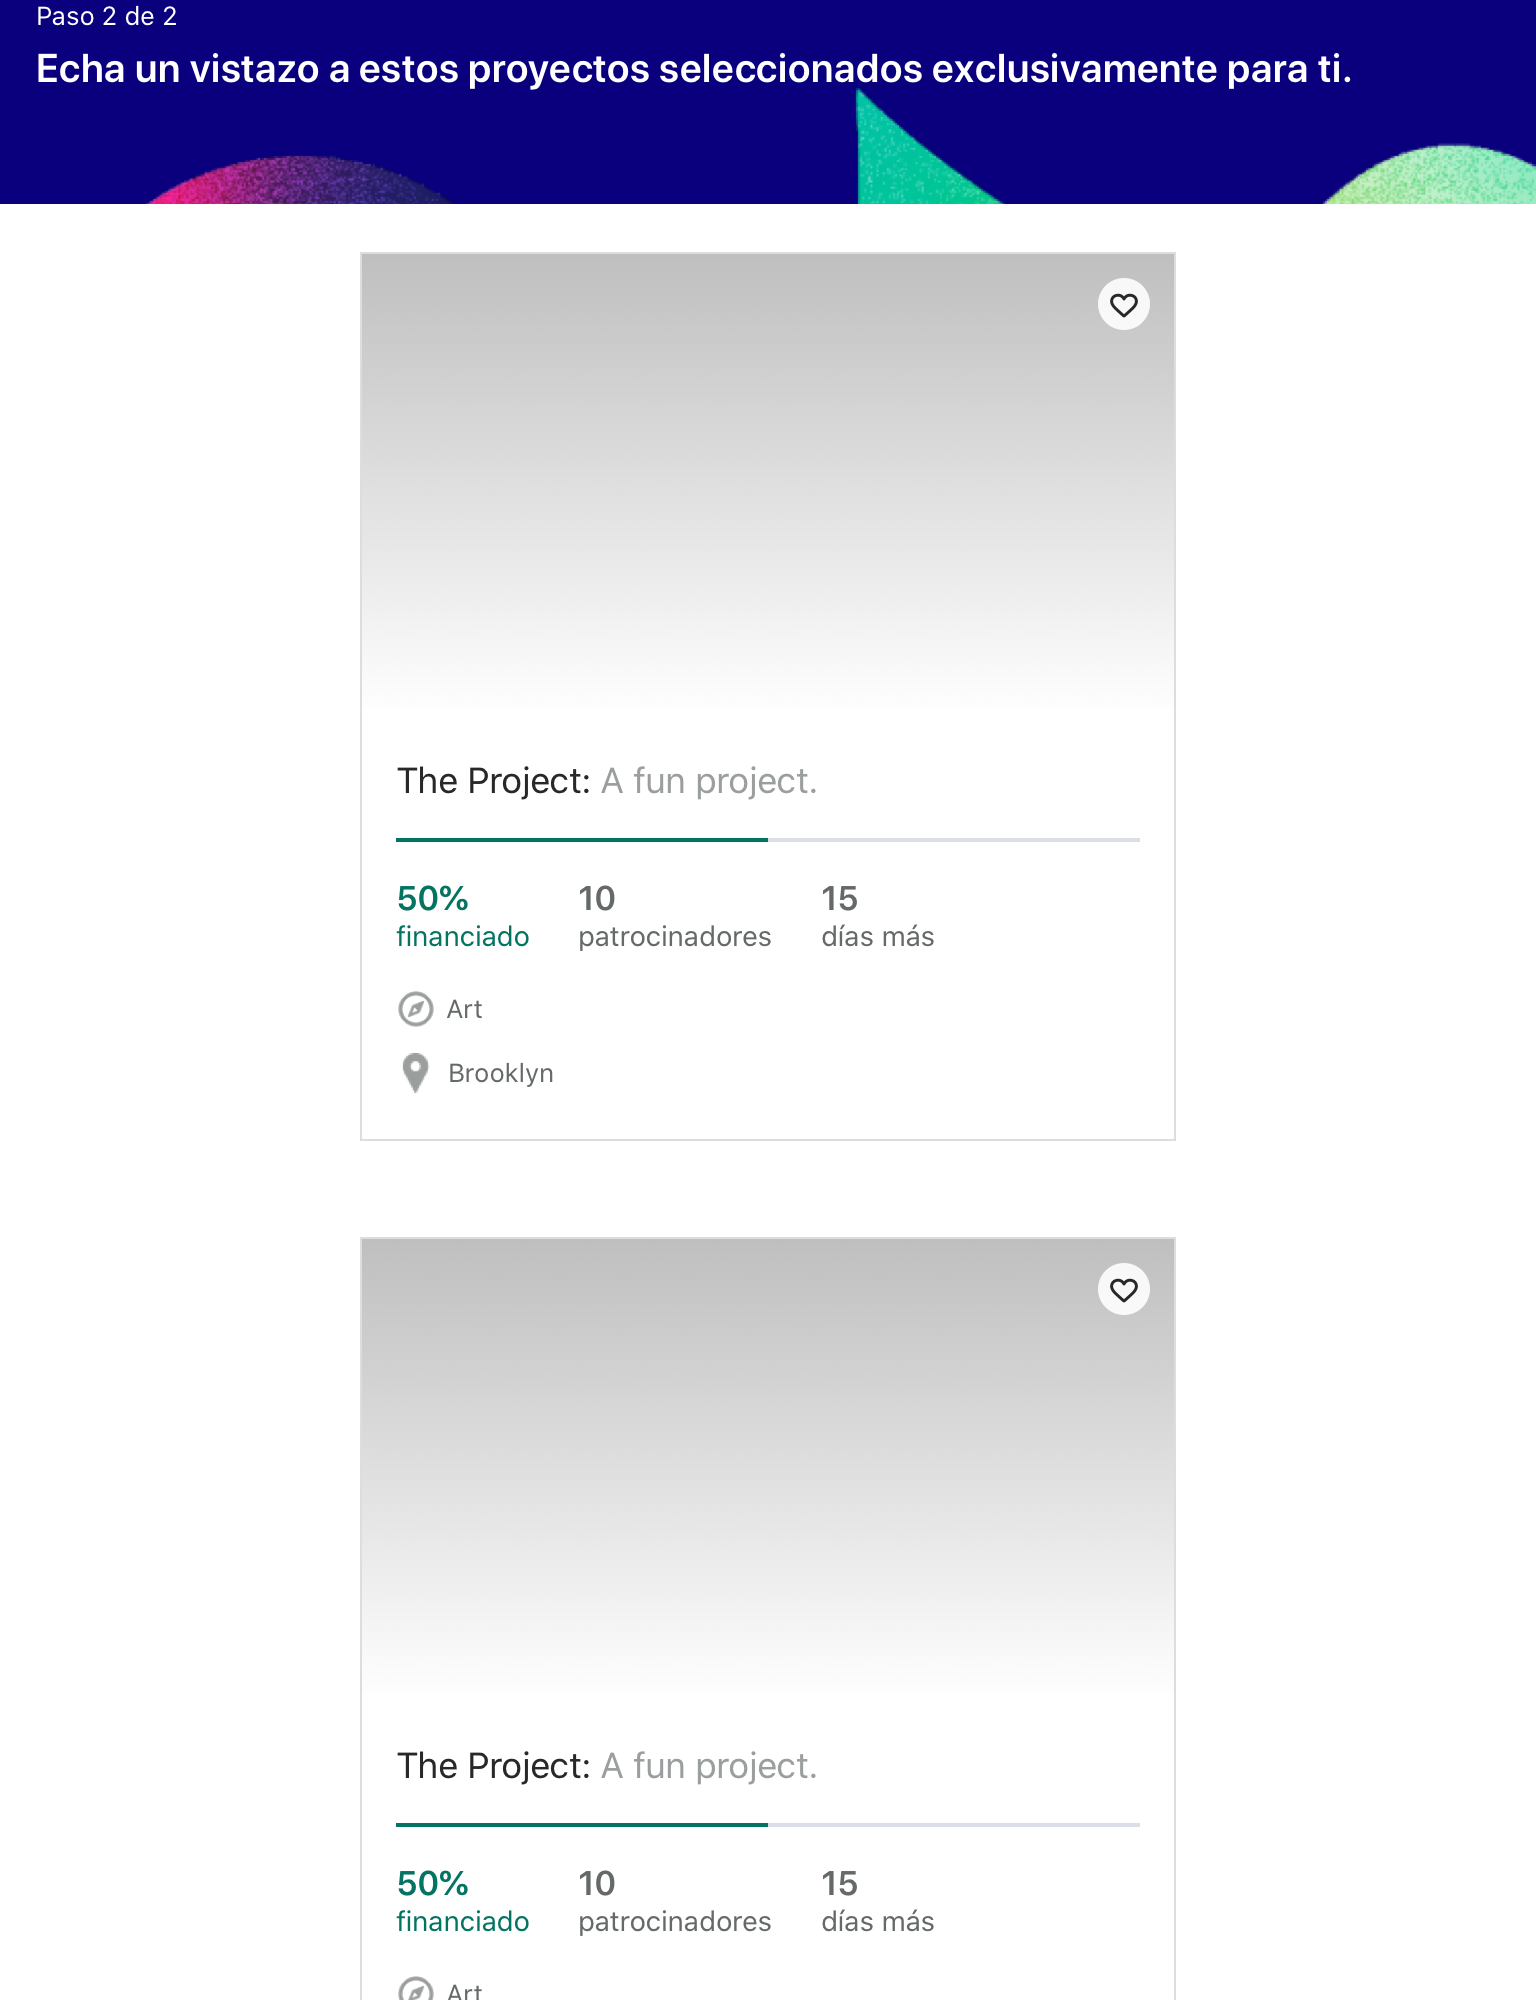 Paso 2 de 2
Echa un vistazo a estos proyectos seleccionados exclusivamente para ti.
The Project: A fun project.
50% 10 15
financiado patrocinadores días más
Art
Brooklyn
The Project: A fun project.
50% 10 15
financiado patrocinadores días más
Art